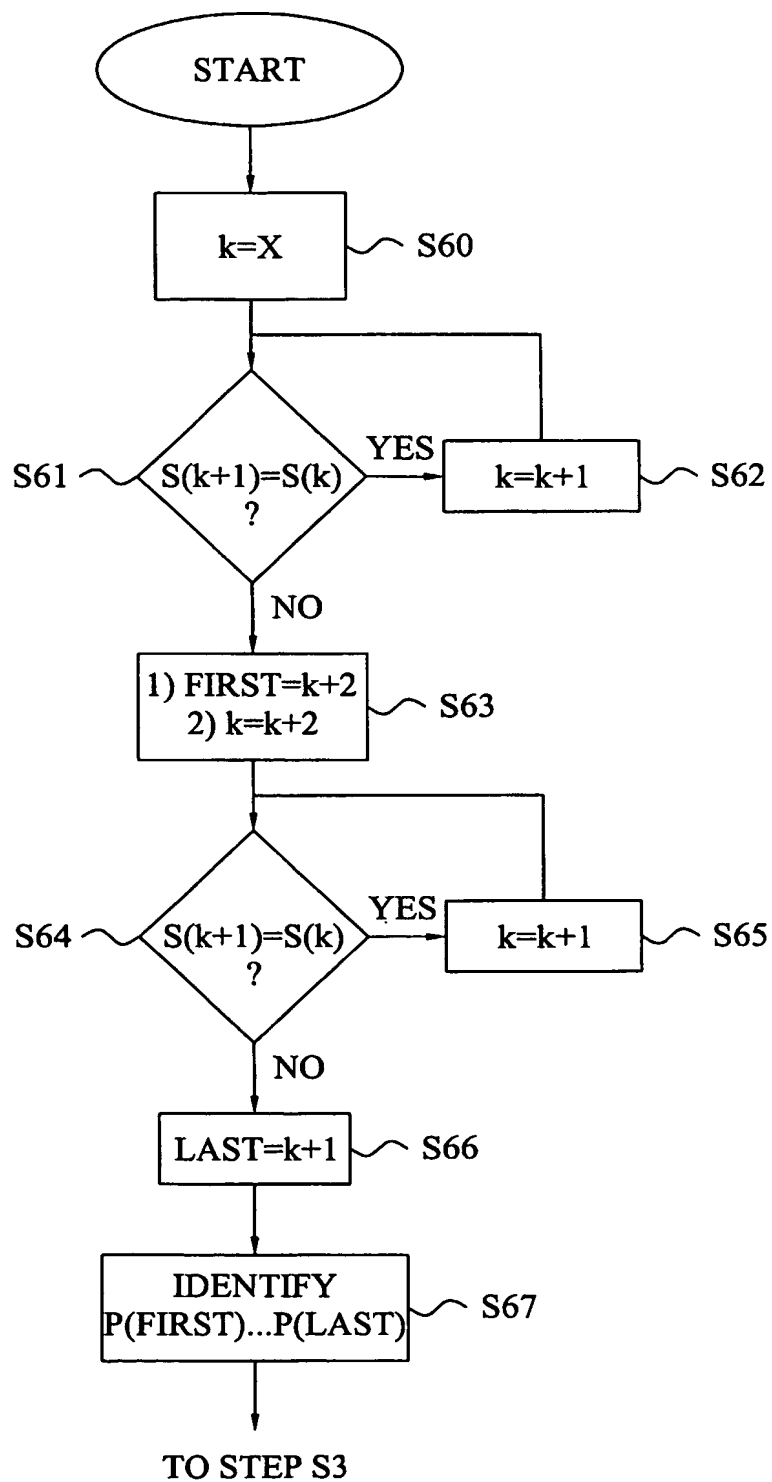 START
k=X
S60
S61
S(k+1)=S(k)
?
YES
k=k+1
S62
NO
1) FIRST=k+2
2) k=k+2
S63
S64
S(k+1)=S(k)
?
YES
k=k+1
S65
NO
LAST=k+1
S66
IDENTIFY
P(FIRST)...P(LAST)
S67
TO STEP S3